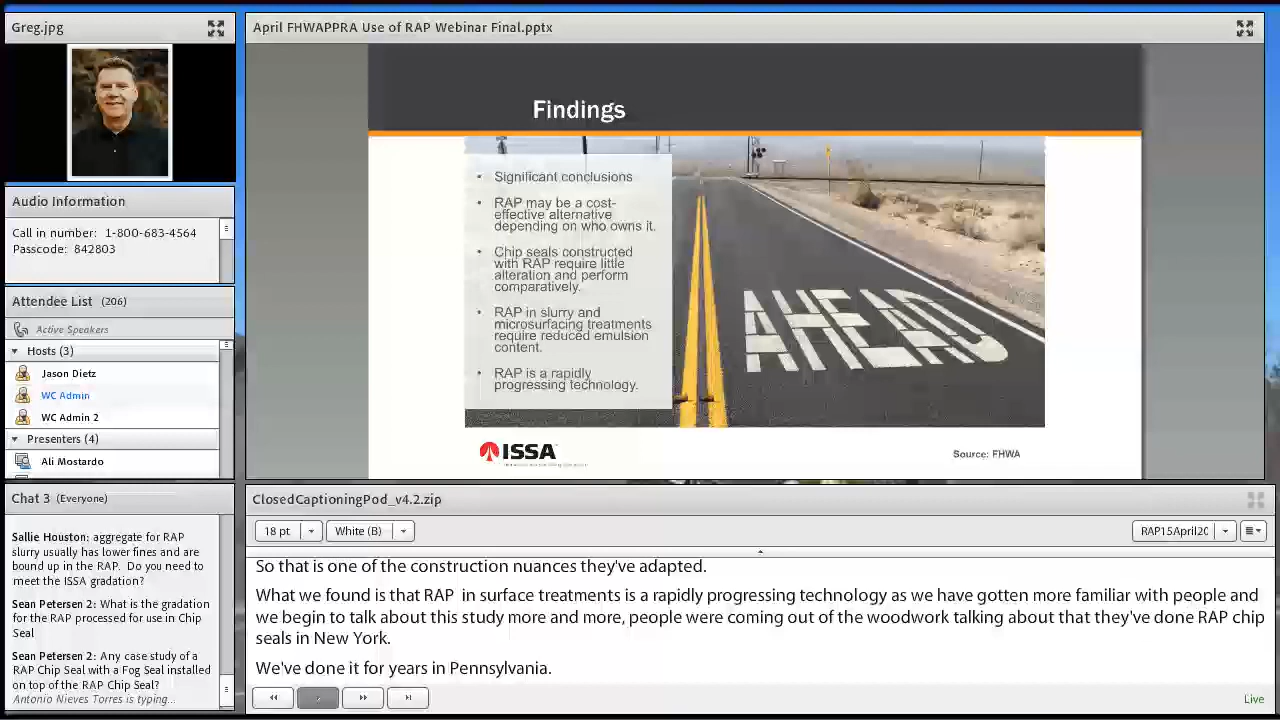 Greg.jpg
Audio Information
Call in number: 1-800-683-4564
Passcode: 842803
Attendee List (206)
Active Speakers
Hosts (3)
Jason Dietz
WC Admin
WC Admin 2
Presenters (4)
Ali Mostardo
Chat 3 (Everyone)
Sallie Houston: aggregate for RAP
slurry usually has lower fines and are
bound up in the RAP. Do you need to
meet the ISSA gradation?
Sean Petersen 2: What is the gradation
for the RAP processed for use in Chip
Seal
Sean Petersen 2: Any case study of a
RAP Chip Seal with a Fog Seal installed
on top of the RAP Chip Seal?
Antonio Nieves Torres is typing...
April FHWAPPRA Use of RAP Webinar Final.pptx
Findings
• Significant conclusions
• RAP may be a cost-
effective alternative
depending on who owns it.
• Chip seals constructed
with RAP require little
alteration and perform
comparatively.
• RAP in slurry and
microsurfacing treatments
require reduced emulsion
content.
• RAP is a rapidly
progressing technology.
AHEAD
ISSA
Source: FHWA
ClosedCaptioningPod_v4.2.zip
18 pt
White (B)
RAP15April20
So that is one of the construction nuances they've adapted.
What we found is that RAP in surface treatments is a rapidly progressing technology as we have gotten more familiar with people and
we begin to talk about this study more and more, people were coming out of the woodwork talking about that they've done RAP chip
seals in New York.
We've done it for years in Pennsylvania.
Live